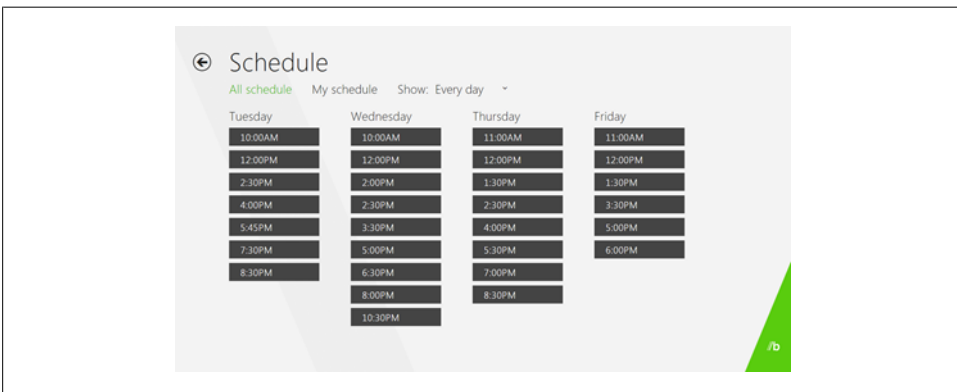 Schedule
All schedule My schedule Show: Every day
Tuesday Wednesday Thursday Friday
10:00AM 10:00AM 11:00AM 11:00AM
12:00PM 12:00PM 12:00PM 12:00PM
2:30PM 2:00PM 1:30PM 1:30PM
4:00PM 2:30PM 2:30PM 3:30PM
5:45PM 3:30PM 4:00PM 5:00PM
7:30PM 5:00PM 5:30PM 6:00PM
8:30PM 6:30PM 7:00PM
8:00PM 8:30PM
10:30PM
//b